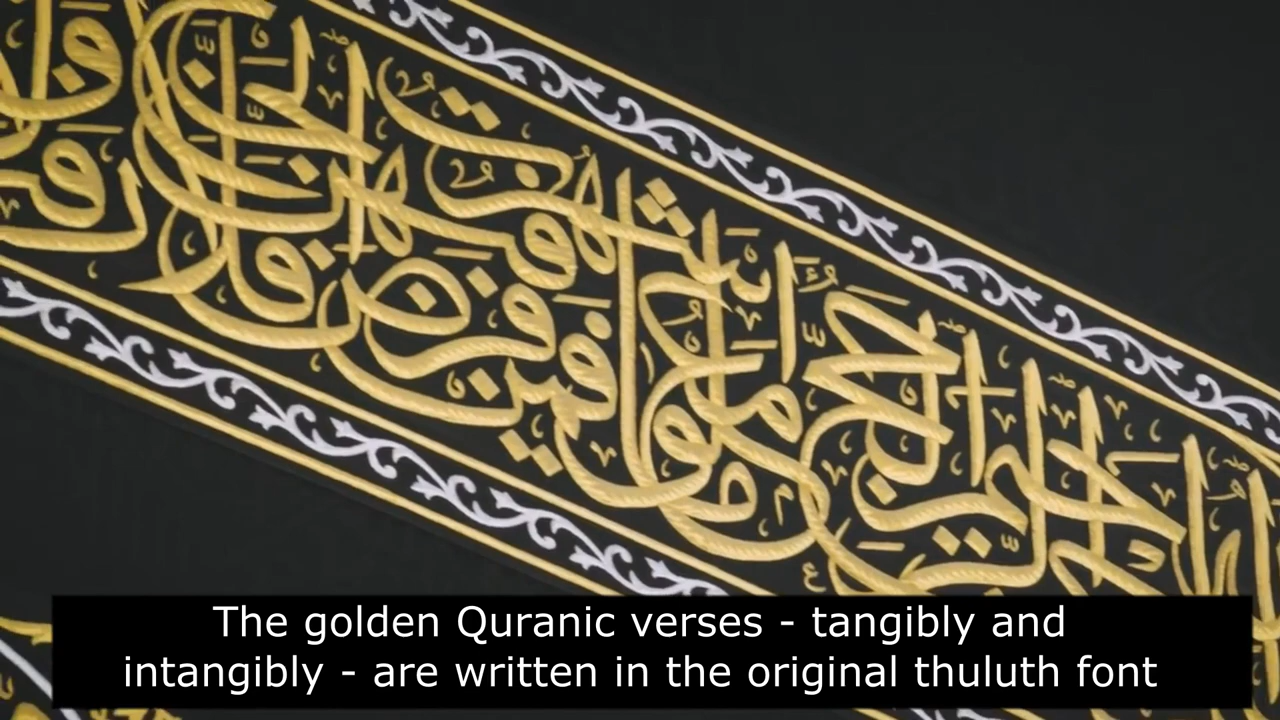 الحج أشهر معلومات فمن فرض فيهن الحج فلا رفث
The golden Quranic verses - tangibly and
intangibly - are written in the original thuluth font